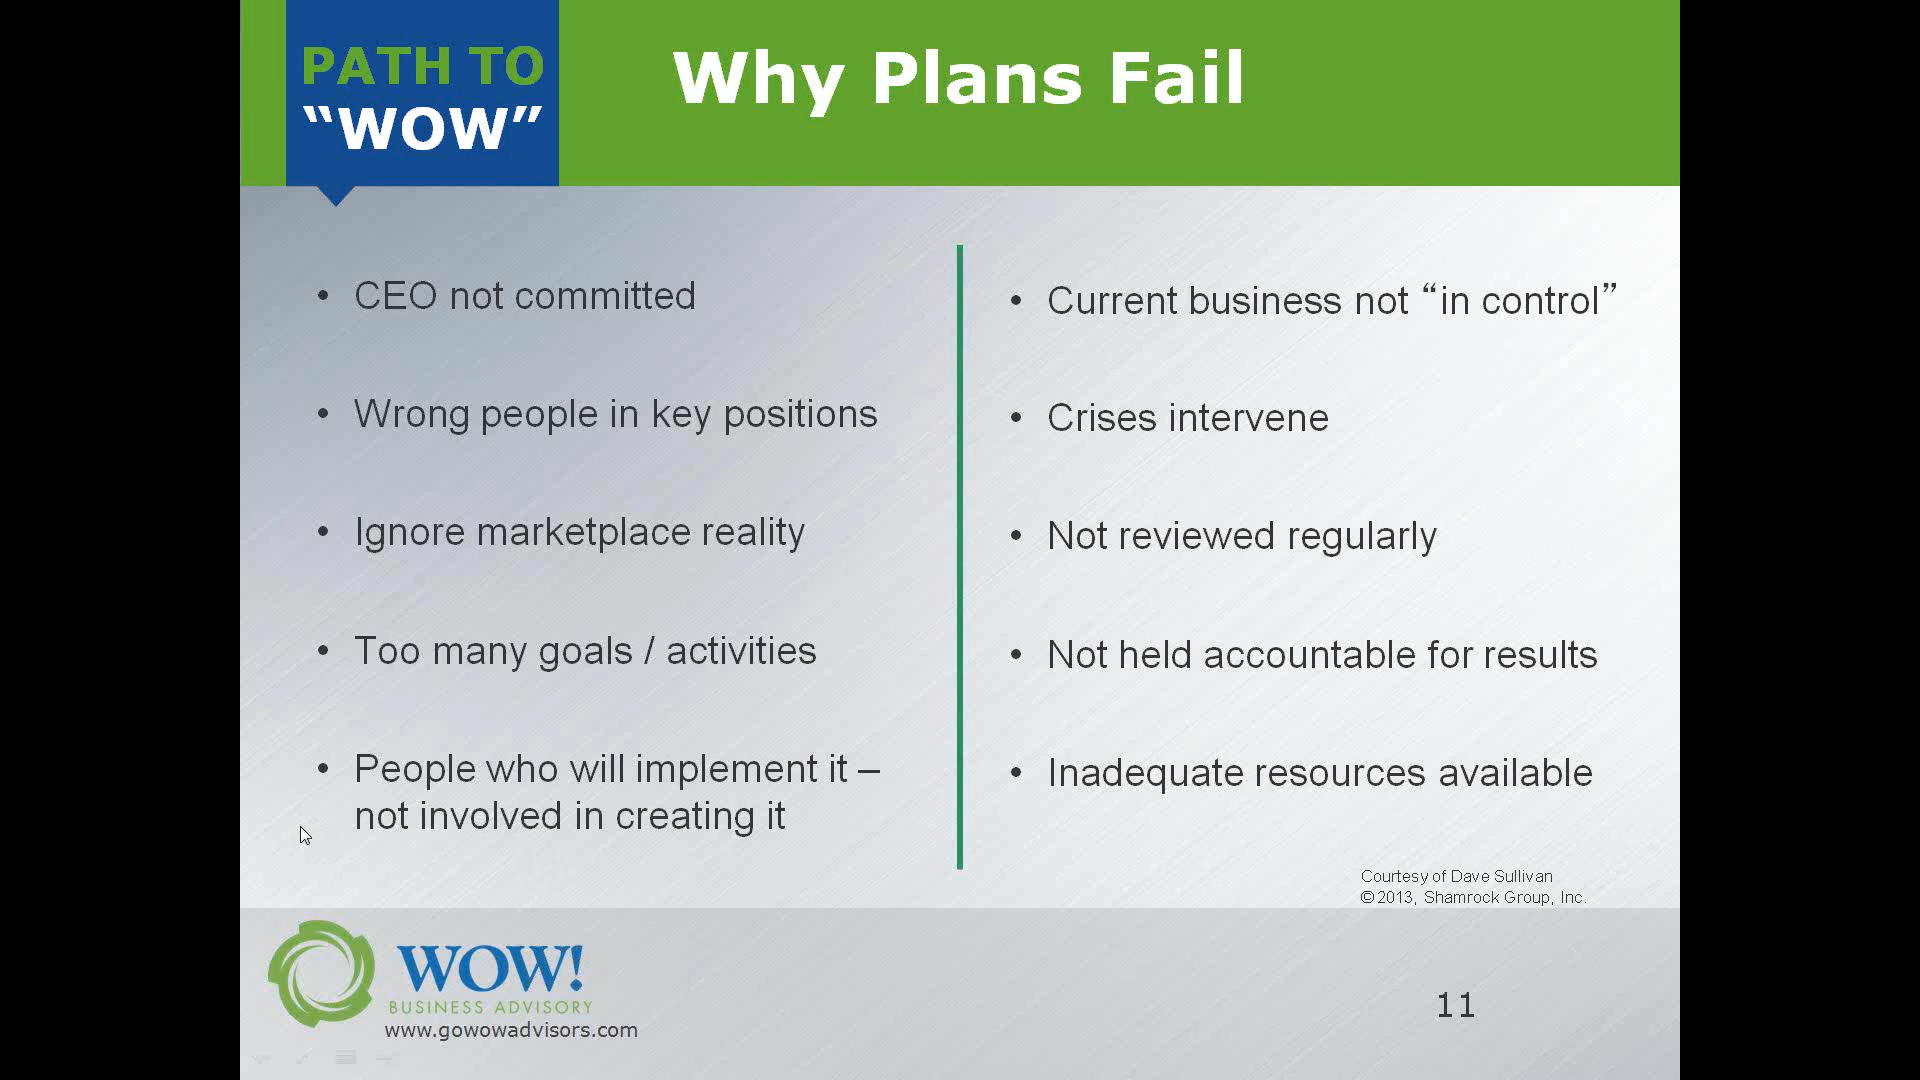 PATH TO
“WOW”
Why Plans Fail
• CEO not committed
• Wrong people in key positions
• Ignore marketplace reality
• Too many goals / activities
• People who will implement it –
not involved in creating it
• Current business not “in control”
• Crises intervene
• Not reviewed regularly
• Not held accountable for results
• Inadequate resources available
Courtesy of Dave Sullivan
©2013, Shamrock Group, Inc.
WOW!
BUSINESS ADVISORY
www.gowowadvisors.com
11